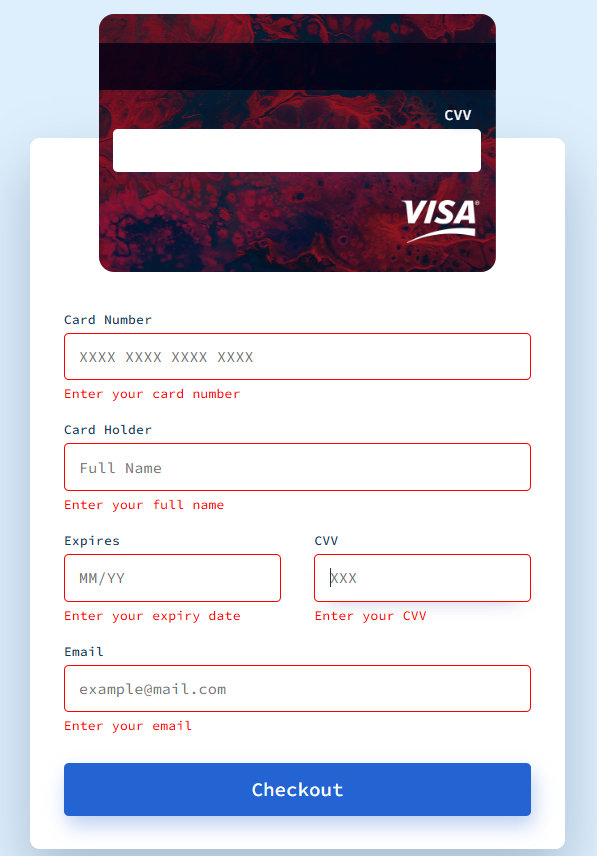 CVV
VISA®
Card Number
XXXX XXXX XXXX XXXX
Enter your card number
Card Holder
Full Name
Enter your full name
Expires
CVV
MM/YY
XXX
Enter your expiry date
Enter your CVV
Email
example@mail.com
Enter your email
Checkout